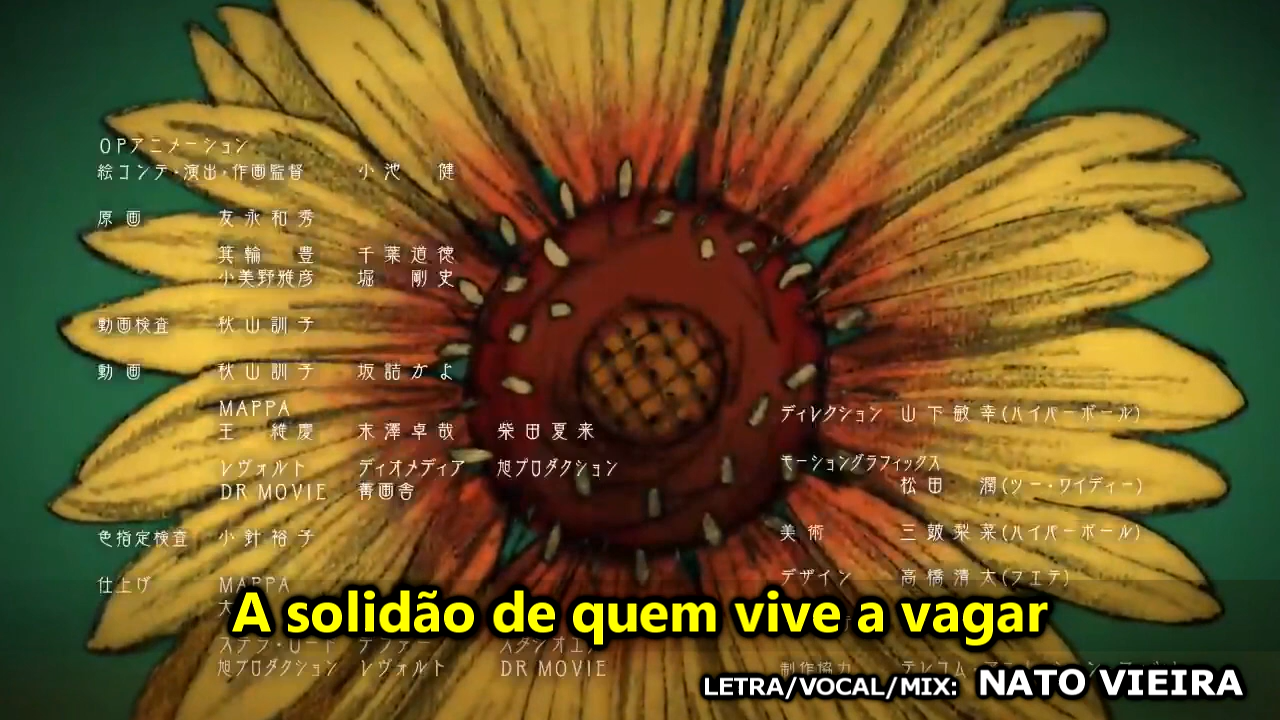 OPアニメーション
絵コンテ・演出・作画監督 小池 健
原画 友永和秀
箕輪 豊 千葉道徳
小美野雅彦 堀 剛史
動画検査 秋山訓子
動画 秋山訓子 坂詰かよ
MAPPA
王 維慶 末澤卓哉 柴田夏来
レヴォルト ディオメディア 旭プロダクション
DR MOVIE 青画舎
色指定検査 小針裕子
仕上げ MAPPA
旭プロダクション レヴォルト DR MOVIE
ディレクション 山下敏幸(ハイパーボール)
モーショングラフィックス
松田 潤(ツー・ワイディー)
美術 三皷梨菜(ハイパーボール)
デザイン 高橋清太(フエテ)
制作協力
A solidão de quem vive a vagar
LETRA/VOCAL/MIX: NATO VIEIRA